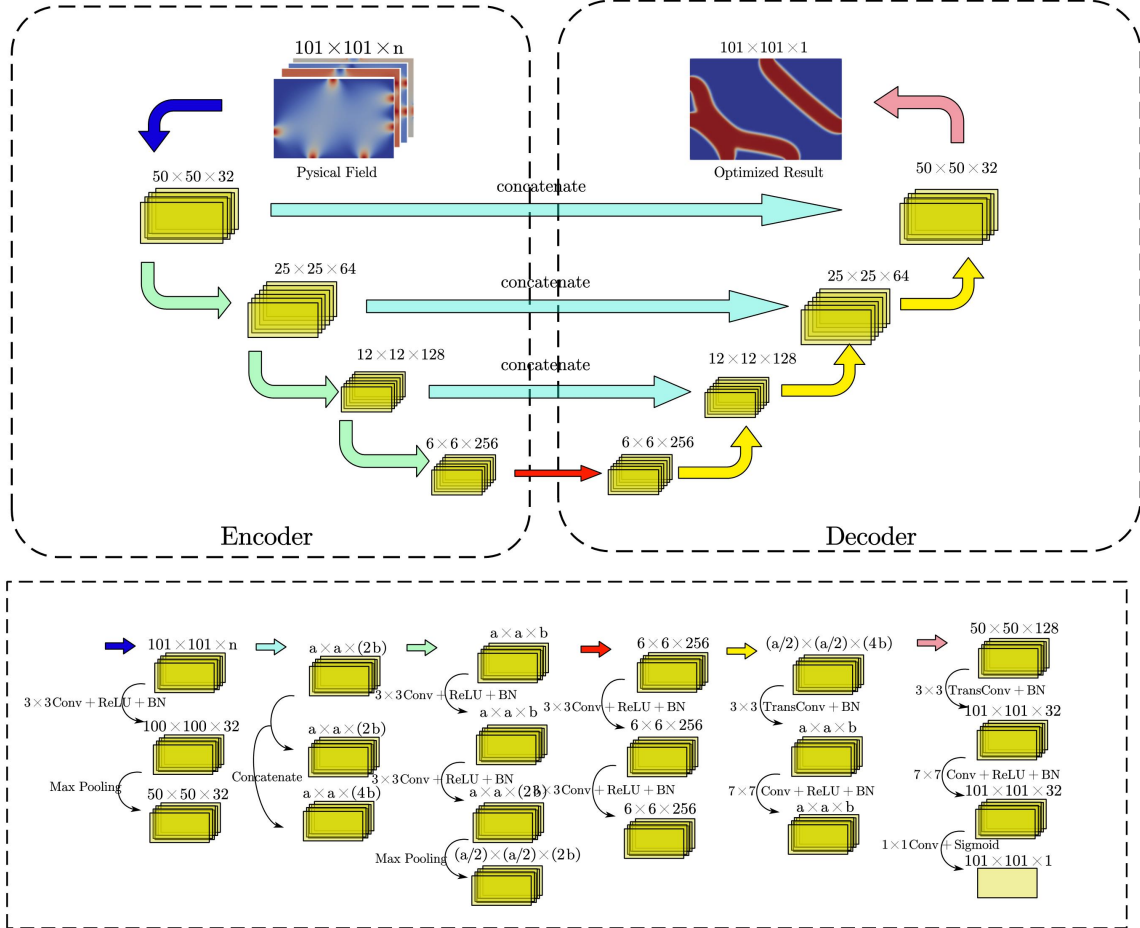 101×101×n
101×101×1
Pysical Field
Optimized Result
50×50×32
concatenate
50×50×32
25×25×64
concatenate
25×25×64
12×12×128
concatenate
12×12×128
6×6×256
6×6×256
Encoder
Decoder
101×101×n
3×3Conv+ReLU+BN
100×100×32
Max Pooling
50×50×32
a×a×(2b)
a×a×(2b)
Concatenate
a×a×(4b)
a×a×b
3×3Conv+ReLU+BN
a×a×b
3×3Conv+ReLU+BN
a×a×(2b)
Max Pooling
(a/2)×(a/2)×(2b)
6×6×256
3×3Conv+ReLU+BN
6×6×256
3×3Conv+ReLU+BN
6×6×256
(a/2)×(a/2)×(4b)
3×3 TransConv+BN
a×a×b
7×7 Conv+ReLU+BN
a×a×b
50×50×128
3×3 TransConv+BN
101×101×32
7×7 Conv+ReLU+BN
101×101×32
1×1Conv+Sigmoid
101×101×1